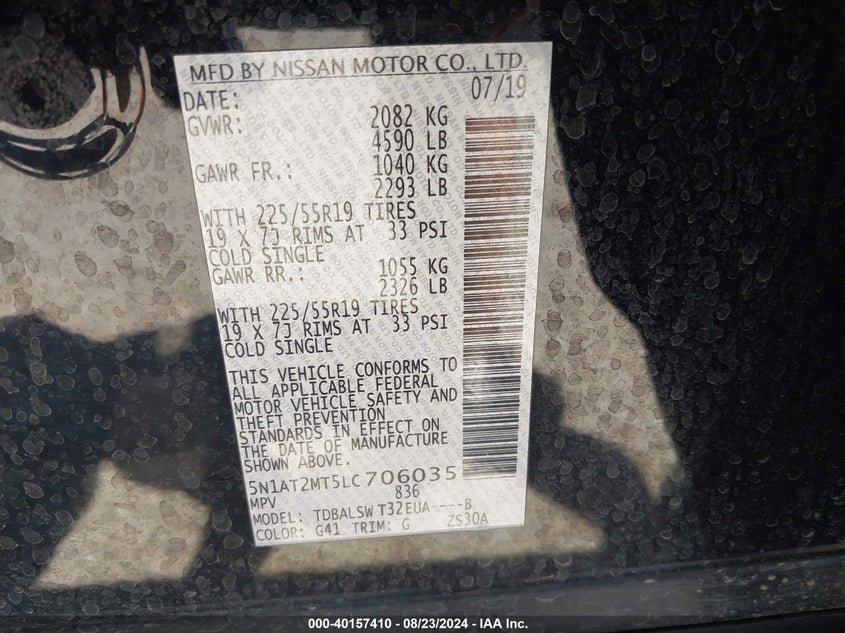 MFD BY NISSAN MOTOR CO., LTD.
DATE: 07/19
GVWR: 2082 KG
4590 LB
GAWR FR.: 1040 KG
2293 LB
WITH 225/55R19 TIRES
19 X 7J RIMS AT 33 PSI
COLD SINGLE
GAWR RR.: 1055 KG
2326 LB
WITH 225/55R19 TIRES
19 X 7J RIMS AT 33 PSI
COLD SINGLE
THIS VEHICLE CONFORMS TO
ALL APPLICABLE FEDERAL
MOTOR VEHICLE SAFETY AND
THEFT PREVENTION
STANDARDS IN EFFECT ON
THE DATE OF MANUFACTURE
SHOWN ABOVE.
5N1AT2MT5LC706035
MPV 836
MODEL: TDBALSW T32EUA----B
COLOR: G41 TRIM: G ZS30A
000-40157410 - 08/23/2024 - IAA Inc.